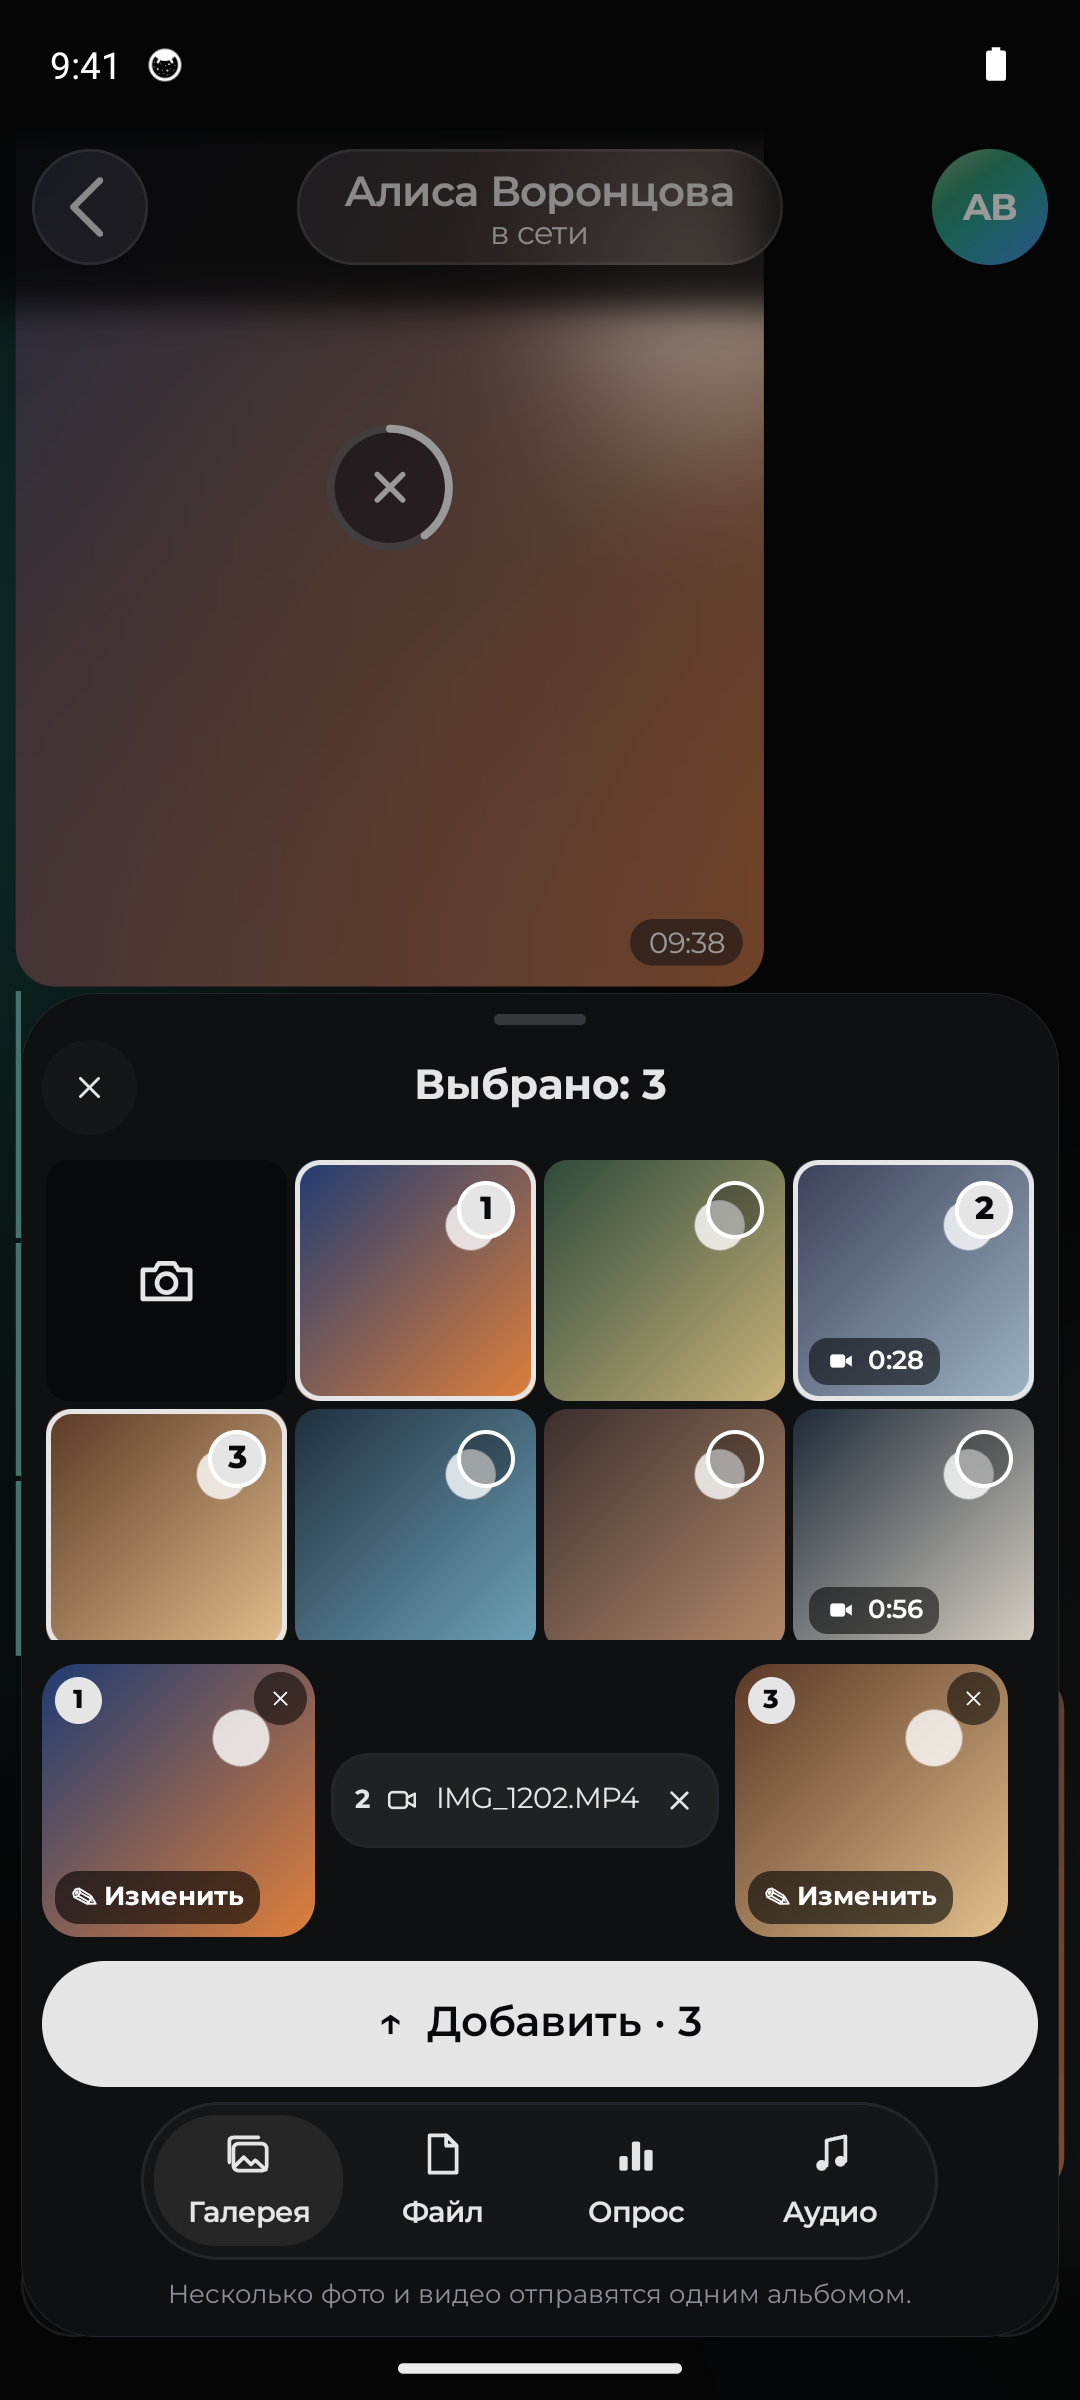 9:41
Алиса Воронцова
в сети
АВ
09:38
Выбрано: 3
1
2
0:28
3
0:56
1
Изменить
2 IMG_1202.MP4
3
Изменить
↑ Добавить · 3
Галерея
Файл
Опрос
Аудио
Несколько фото и видео отправятся одним альбомом.